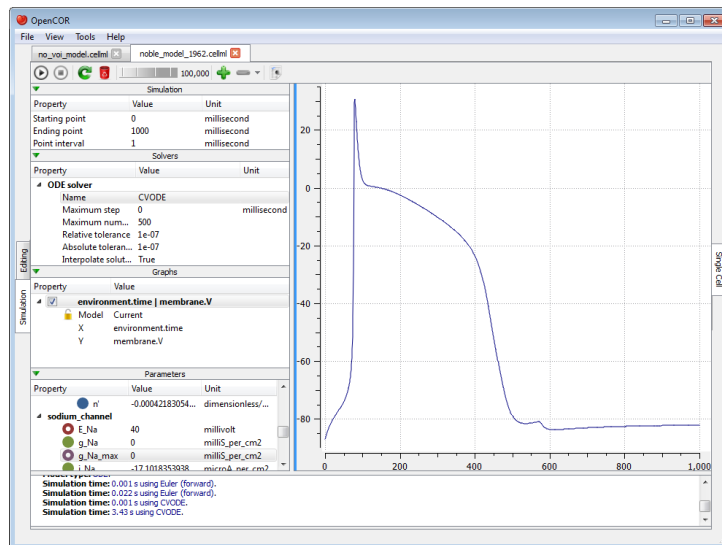 OpenCOR
File View Tools Help
no_voi_model.cellml noble_model_1962.cellml
100,000
Simulation
Property Value Unit
Starting point 0 millisecond
Ending point 1000 millisecond
Point interval 1 millisecond
Solvers
Property Value Unit
ODE solver
Name CVODE
Maximum step 0 millisecond
Maximum num... 500
Relative tolerance 1e-07
Absolute toleran... 1e-07
Interpolate solut... True
Graphs
Property Value
environment.time | membrane.V
Model Current
X environment.time
Y membrane.V
Parameters
Property Value Unit
n' -0.00042183054... dimensionless/...
sodium_channel
E_Na 40 millivolt
g_Na 0 milliS_per_cm2
g_Na_max 0 milliS_per_cm2
i_Na -17.1018353938... microA_per_cm2
Simulation time: 0.001 s using Euler (forward).
Simulation time: 0.022 s using Euler (forward).
Simulation time: 0.001 s using CVODE.
Simulation time: 3.43 s using CVODE.
Editing
Simulation
20
0
-20
-40
-60
-80
0 200 400 600 800 1,000
Single Cell